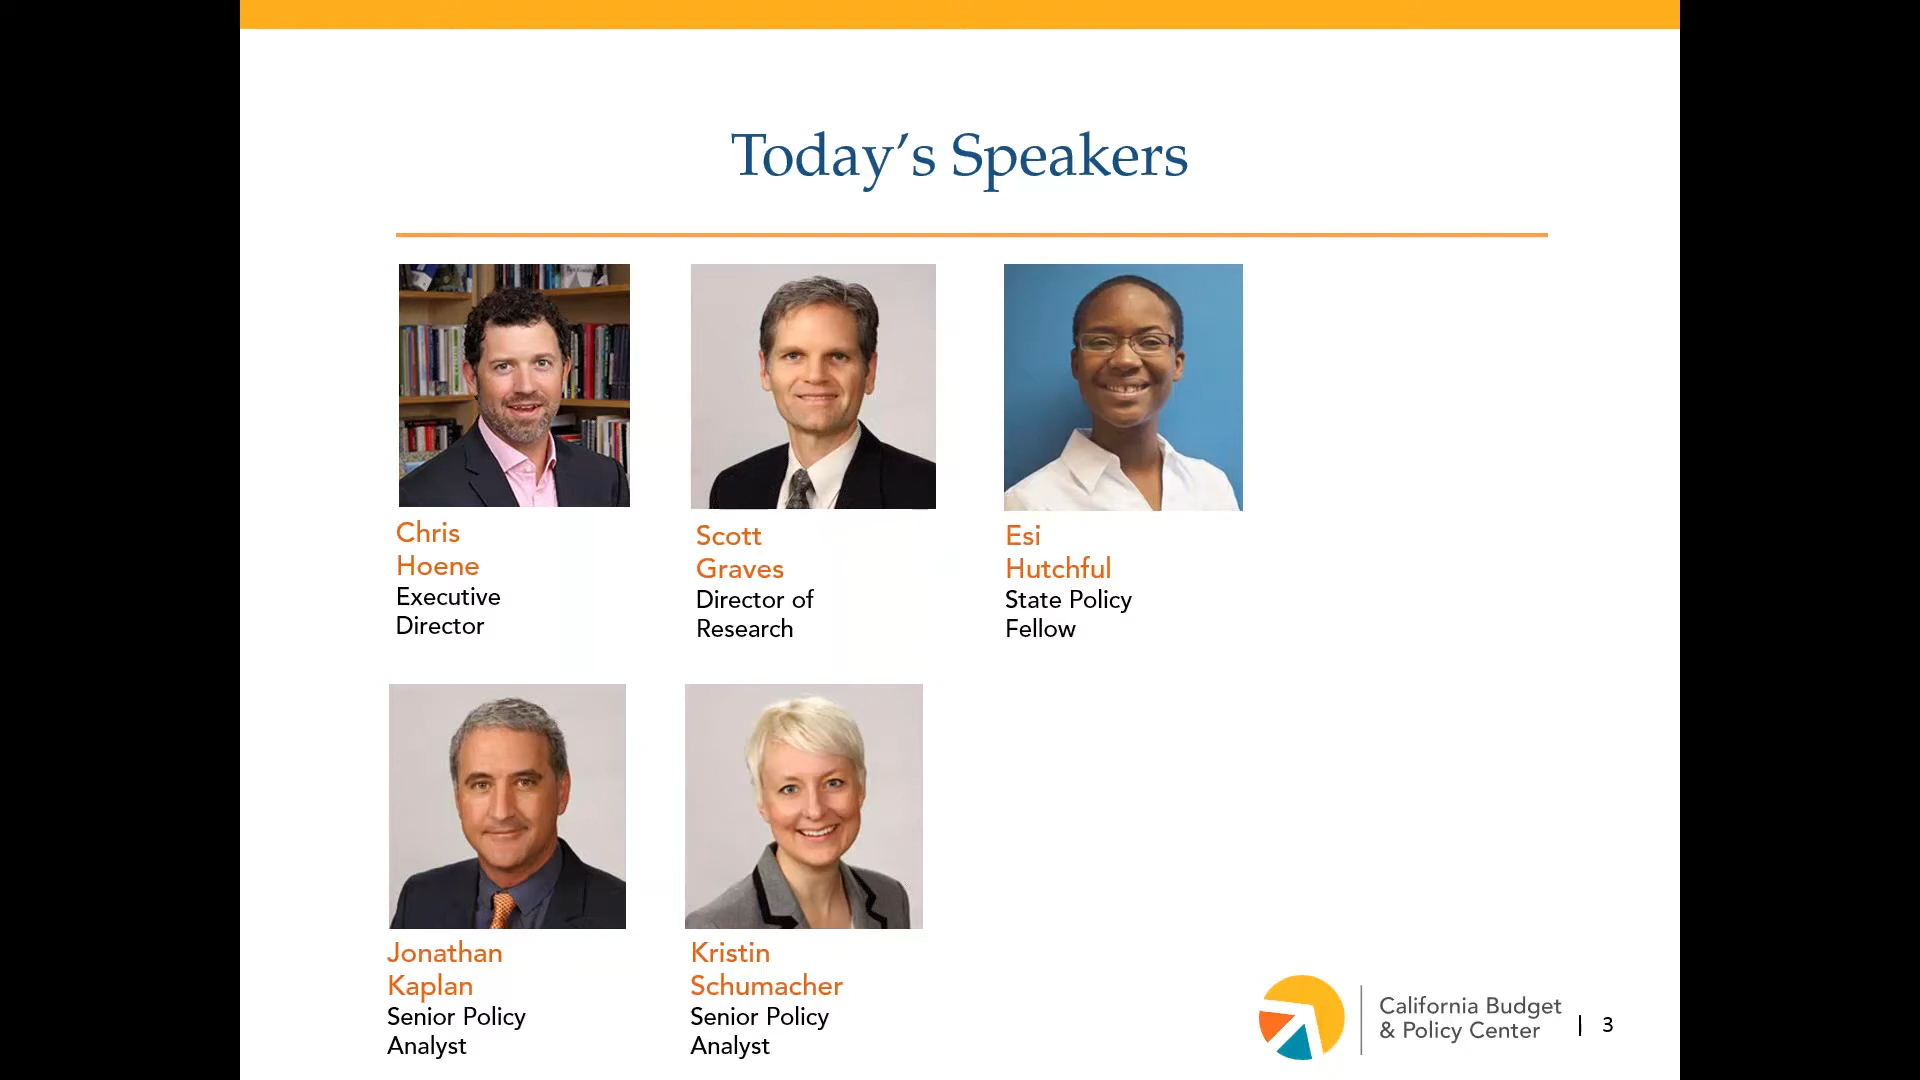 Today’s Speakers
Chris
Hoene
Executive
Director
Scott
Graves
Director of
Research
Esi
Hutchful
State Policy
Fellow
Jonathan
Kaplan
Senior Policy
Analyst
Kristin
Schumacher
Senior Policy
Analyst
California Budget
& Policy Center
| 3